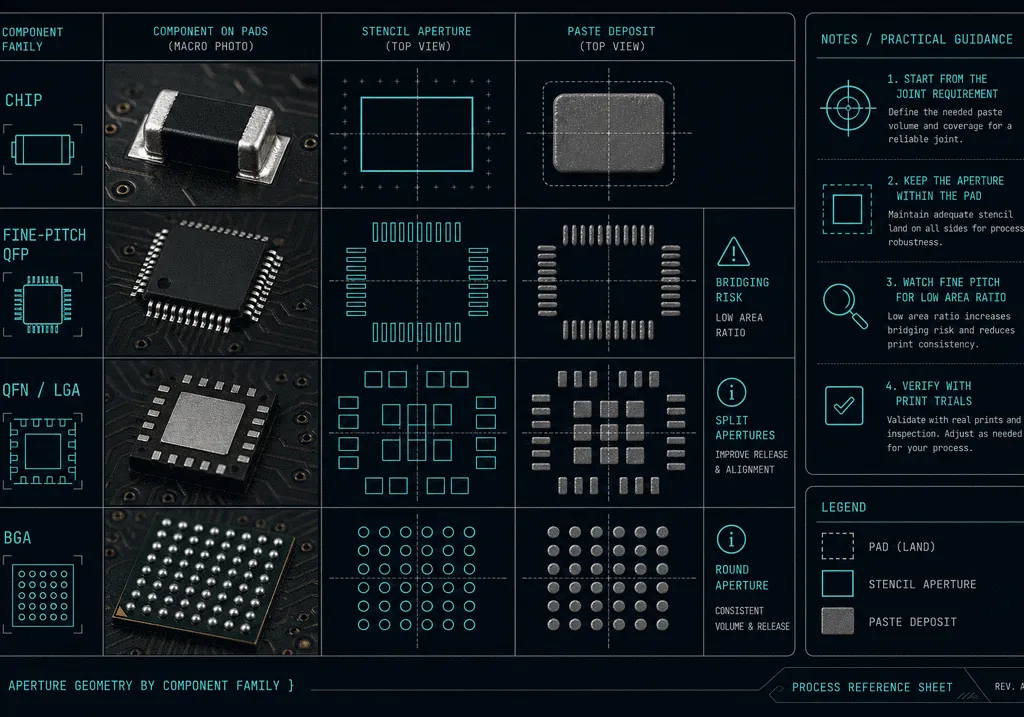 COMPONENT
FAMILY
COMPONENT ON PADS
(MACRO PHOTO)
STENCIL APERTURE
(TOP VIEW)
PASTE DEPOSIT
(TOP VIEW)
CHIP
FINE-PITCH
QFP
BRIDGING
RISK
LOW AREA
RATIO
QFN / LGA
SPLIT
APERTURES
IMPROVE RELEASE
& ALIGNMENT
BGA
ROUND
APERTURE
CONSISTENT
VOLUME & RELEASE
NOTES / PRACTICAL GUIDANCE
1. START FROM THE
JOINT REQUIREMENT
Define the needed paste
volume and coverage for a
reliable joint.
2. KEEP THE APERTURE
WITHIN THE PAD
Maintain adequate stencil
land on all sides for process
robustness.
3. WATCH FINE PITCH
FOR LOW AREA RATIO
Low area ratio increases
bridging risk and reduces
print consistency.
4. VERIFY WITH
PRINT TRIALS
Validate with real prints and
inspection. Adjust as needed
for your process.
LEGEND
PAD (LAND)
STENCIL APERTURE
PASTE DEPOSIT
APERTURE GEOMETRY BY COMPONENT FAMILY }
PROCESS REFERENCE SHEET
REV. A